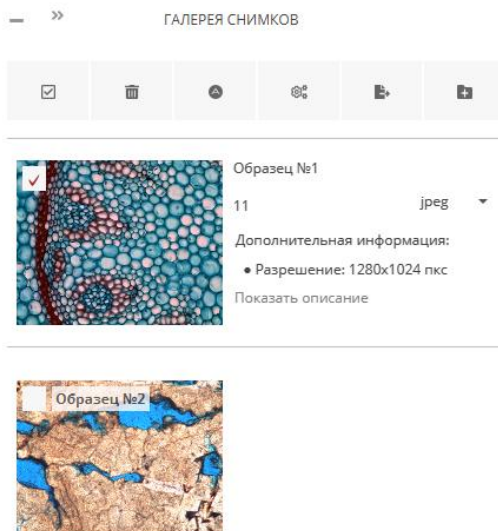 ГАЛЕРЕЯ СНИМКОВ
Образец №1
11 jpeg
Дополнительная информация:
● Разрешение: 1280x1024 пкс
Показать описание
Образец №2